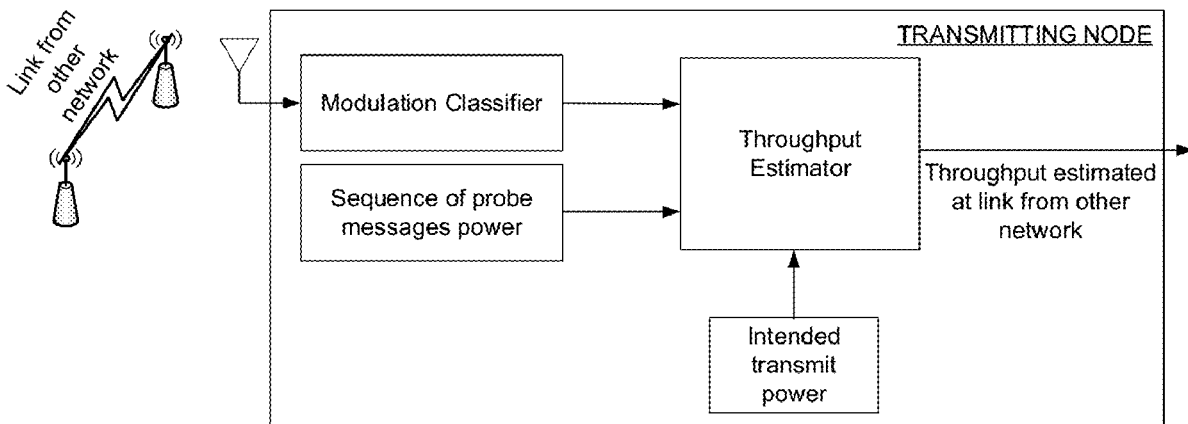 Link from
other
network
TRANSMITTING NODE
Modulation Classifier
Throughput
Estimator
Sequence of probe
messages power
Throughput estimated
at link from other
network
Intended
transmit
power